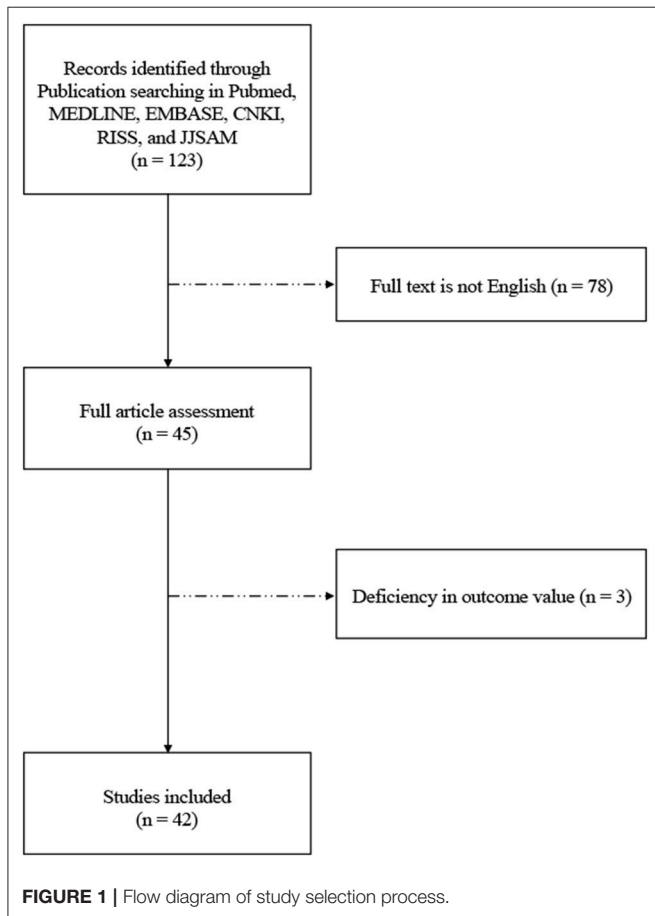 Records identified through
Publication searching in Pubmed,
MEDLINE, EMBASE, CNKI,
RISS, and JJSAM
(n = 123)
Full text is not English (n = 78)
Full article assessment
(n = 45)
Deficiency in outcome value (n = 3)
Studies included
(n = 42)
FIGURE 1 | Flow diagram of study selection process.